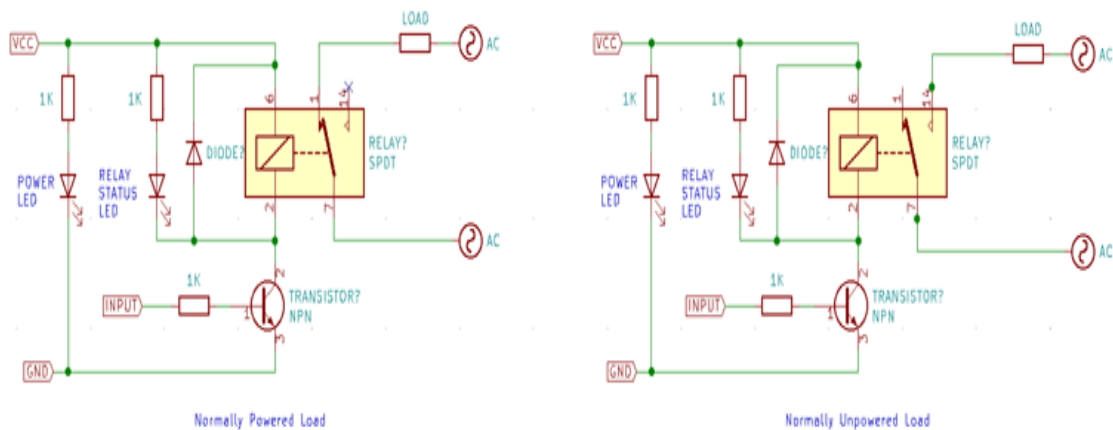 LOAD
VCC
AC
1K
1K
6
1
14
DIODE?
RELAY?
SPDT
POWER
LED
RELAY
STATUS
LED
2
7
AC
1K
2
INPUT
1
TRANSISTOR?
NPN
3
GND
Normally Powered Load
LOAD
VCC
AC
1K
1K
6
1
14
DIODE?
RELAY?
SPDT
POWER
LED
RELAY
STATUS
LED
2
7
AC
1K
2
INPUT
1
TRANSISTOR?
NPN
3
GND
Normally Unpowered Load